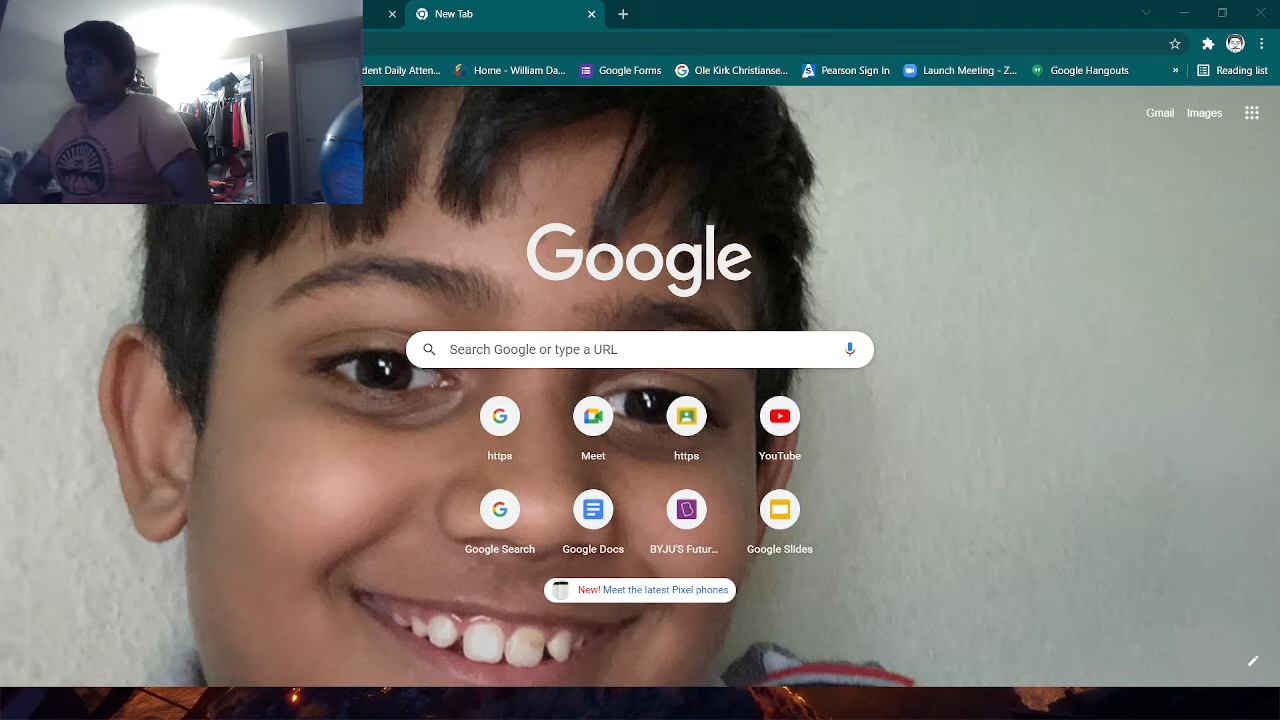 New Tab
dent Daily Atten...
Home - William Da...
Google Forms
Ole Kirk Christianse...
Pearson Sign In
Launch Meeting - Z...
Google Hangouts
»
Reading list
Gmail
Images
Google
Search Google or type a URL
https
Meet
https
YouTube
Google Search
Google Docs
BYJU'S Futur...
Google Slides
New! Meet the latest Pixel phones